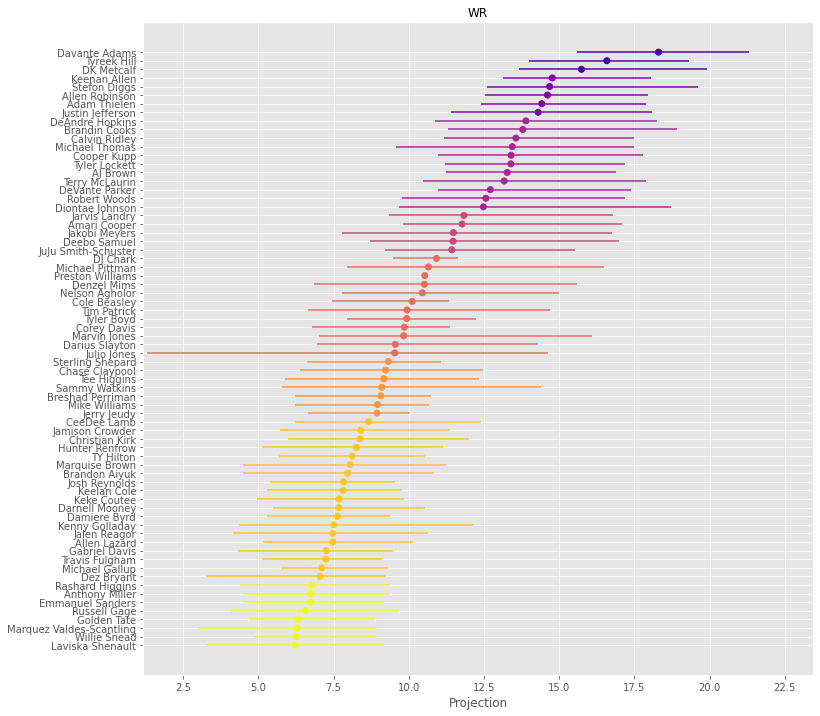 WR
Davante Adams
Tyreek Hill
DK Metcalf
Keenan Allen
Stefon Diggs
Allen Robinson
Adam Thielen
Justin Jefferson
DeAndre Hopkins
Brandin Cooks
Calvin Ridley
Michael Thomas
Cooper Kupp
Tyler Lockett
AJ Brown
Terry McLaurin
DeVante Parker
Robert Woods
Diontae Johnson
Jarvis Landry
Amari Cooper
Jakobi Meyers
Deebo Samuel
JuJu Smith-Schuster
DJ Chark
Michael Pittman
Preston Williams
Denzel Mims
Nelson Agholor
Cole Beasley
Tim Patrick
Tyler Boyd
Corey Davis
Marvin Jones
Darius Slayton
Julio Jones
Sterling Shepard
Chase Claypool
Tee Higgins
Sammy Watkins
Breshad Perriman
Mike Williams
Jerry Jeudy
CeeDee Lamb
Jamison Crowder
Christian Kirk
Hunter Renfrow
TY Hilton
Marquise Brown
Brandon Aiyuk
Josh Reynolds
Keelan Cole
Keke Coutee
Darnell Mooney
Damiere Byrd
Kenny Golladay
Jalen Reagor
Allen Lazard
Gabriel Davis
Travis Fulgham
Michael Gallup
Dez Bryant
Rashard Higgins
Anthony Miller
Emmanuel Sanders
Russell Gage
Golden Tate
Marquez Valdes-Scantling
Willie Snead
Laviska Shenault
2.5 5.0 7.5 10.0 12.5 15.0 17.5 20.0 22.5
Projection